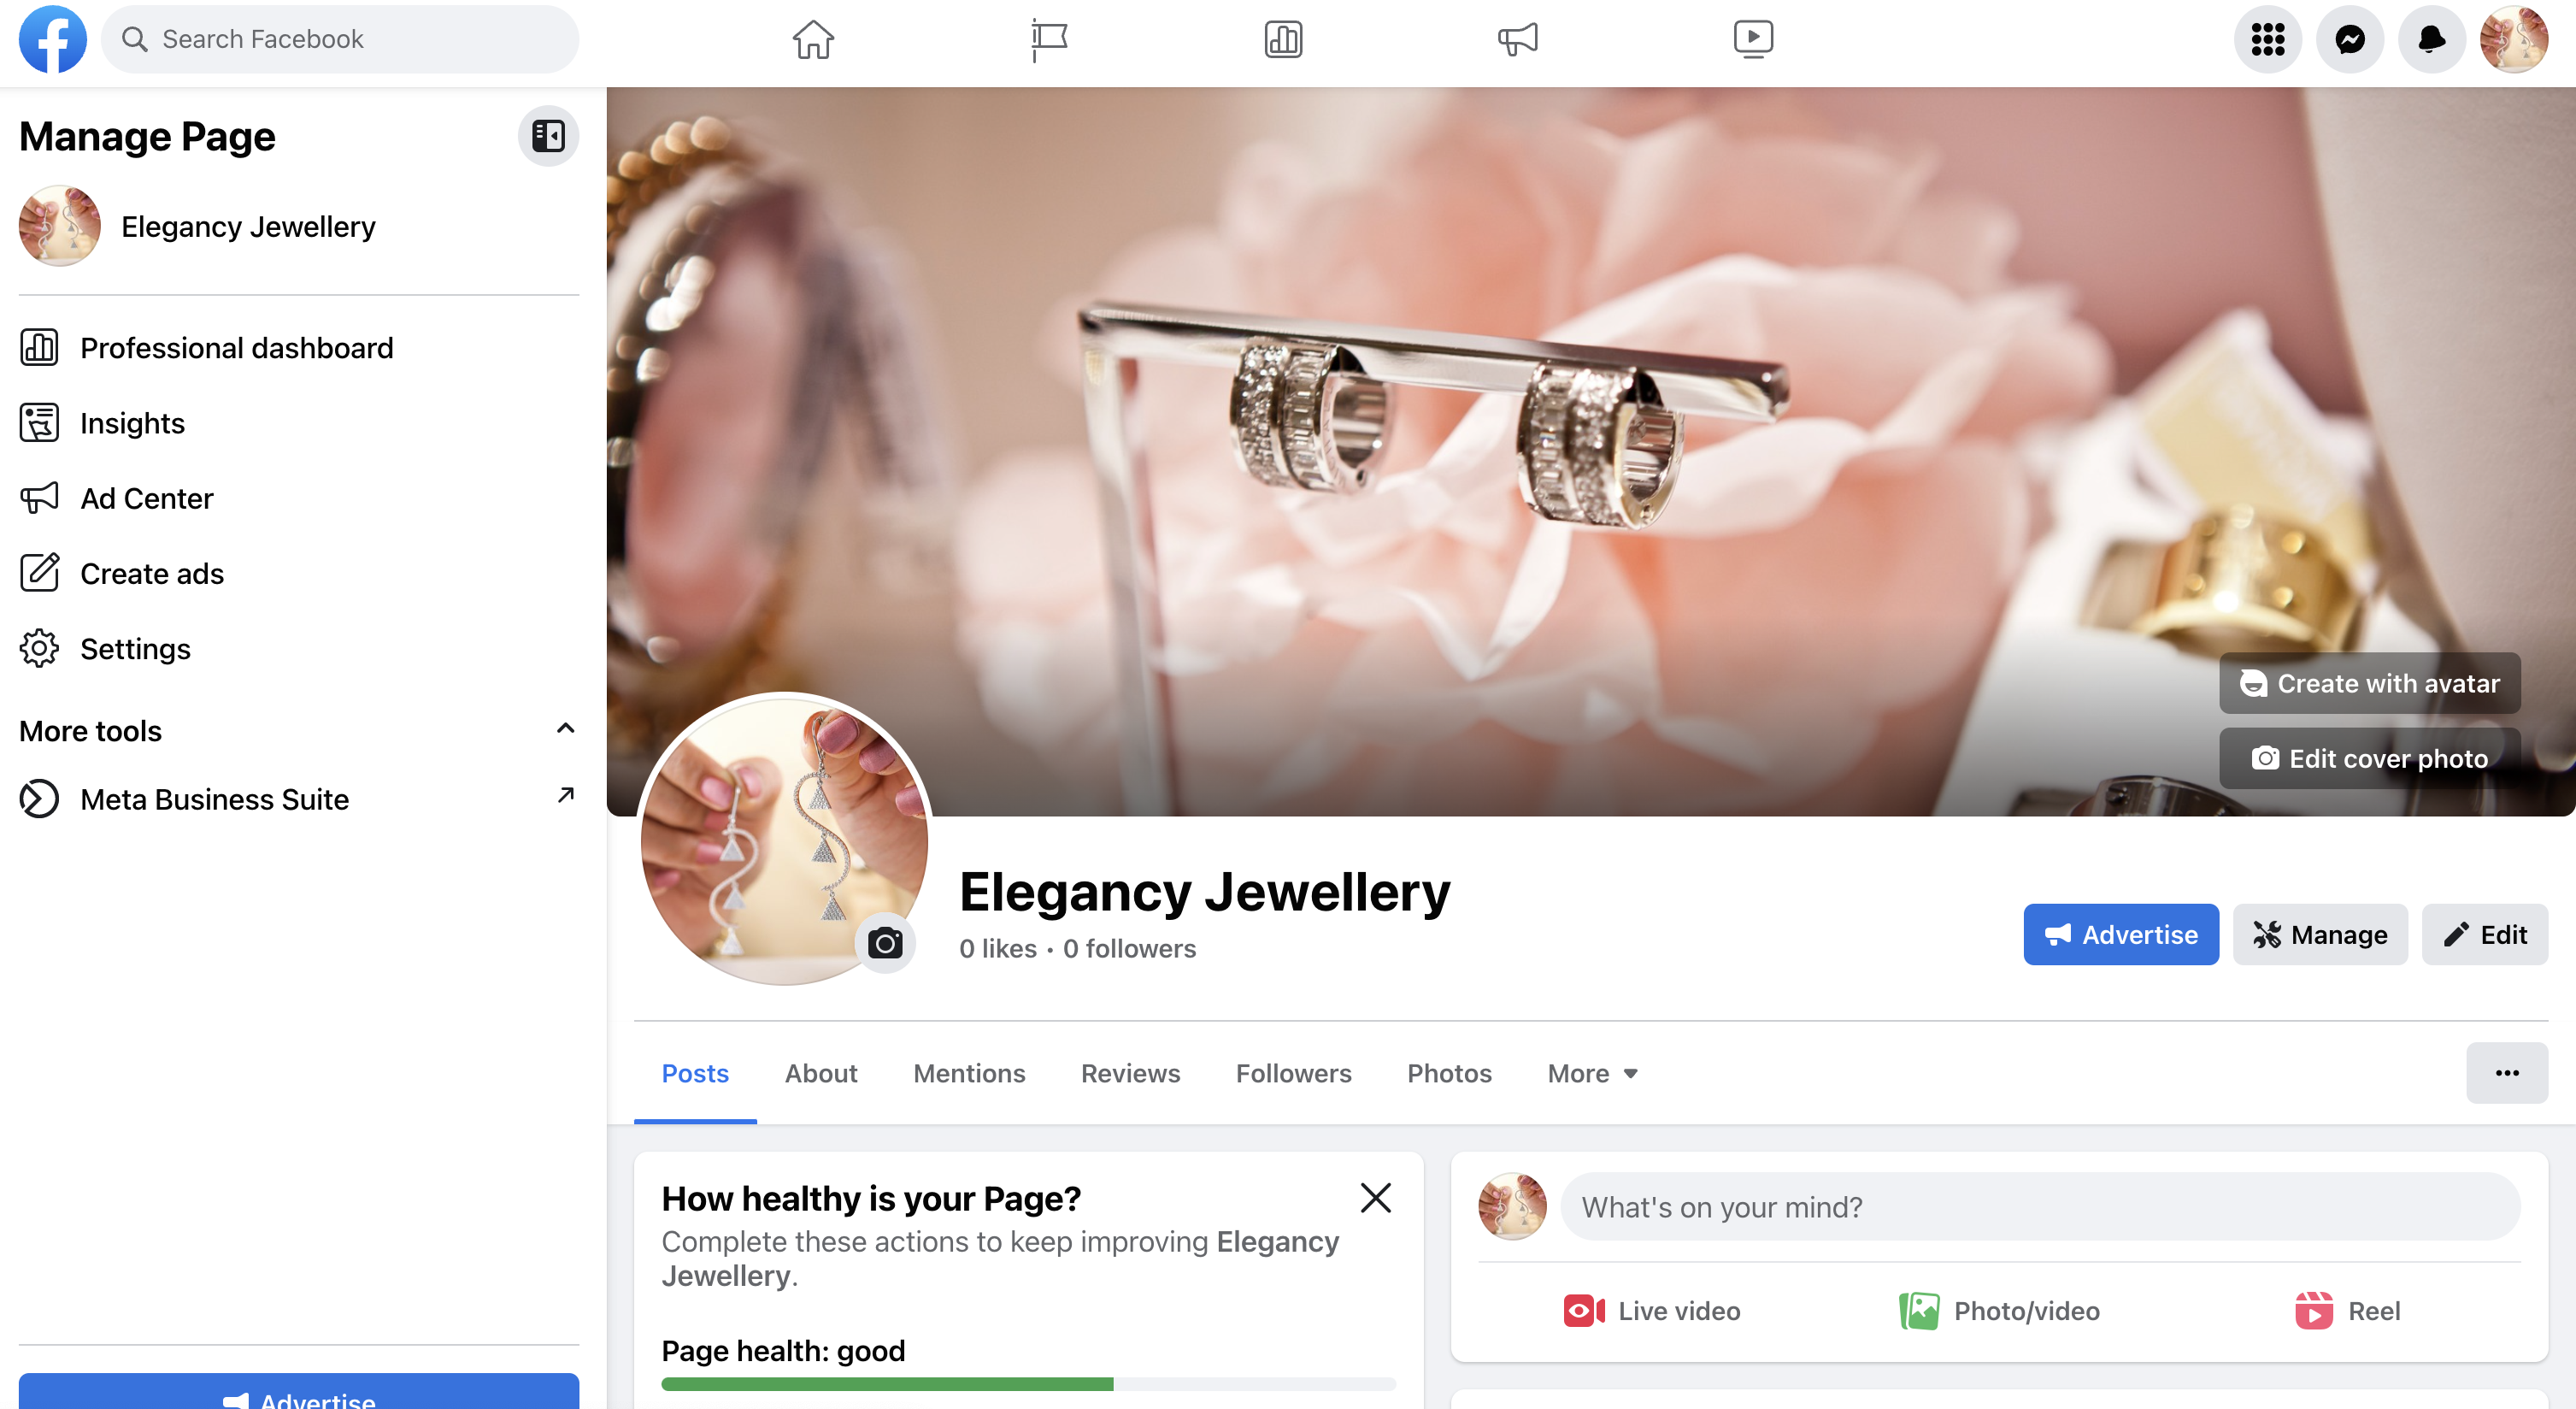 Search Facebook
Manage Page
Elegancy Jewellery
Professional dashboard
Insights
Ad Center
Create ads
Settings
More tools
Meta Business Suite
Advertise
Create with avatar
Edit cover photo
Elegancy Jewellery
0 likes • 0 followers
Advertise
Manage
Edit
Posts
About
Mentions
Reviews
Followers
Photos
More
How healthy is your Page?
Complete these actions to keep improving Elegancy
Jewellery.
Page health: good
What's on your mind?
Live video
Photo/video
Reel